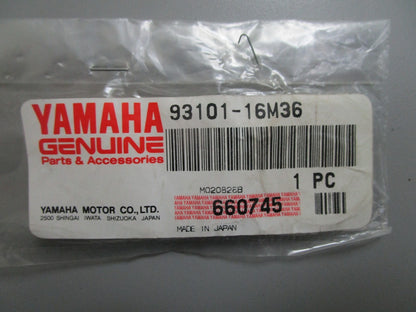 YAMAHA
GENUINE
Parts & Accessories
93101-16M36
1 PC
M020828B
YAMAHA MOTOR CO.,LTD.
2500 SHINGAI IWATA SHIZUOKA JAPAN
660745
MADE IN JAPAN